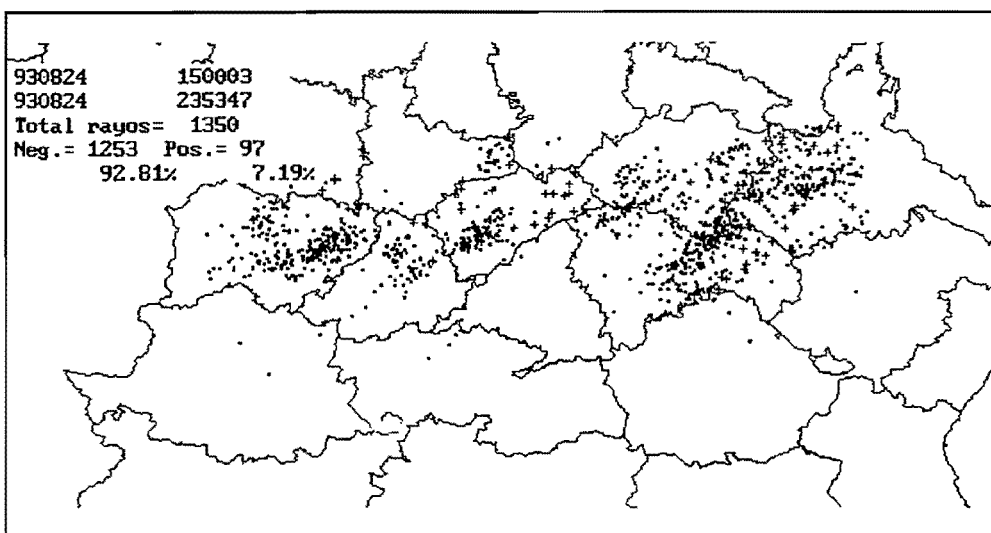 930824 150003
930824 235347
Total rayos= 1350
Neg.= 1253 Pos.= 97
92.81% 7.19%